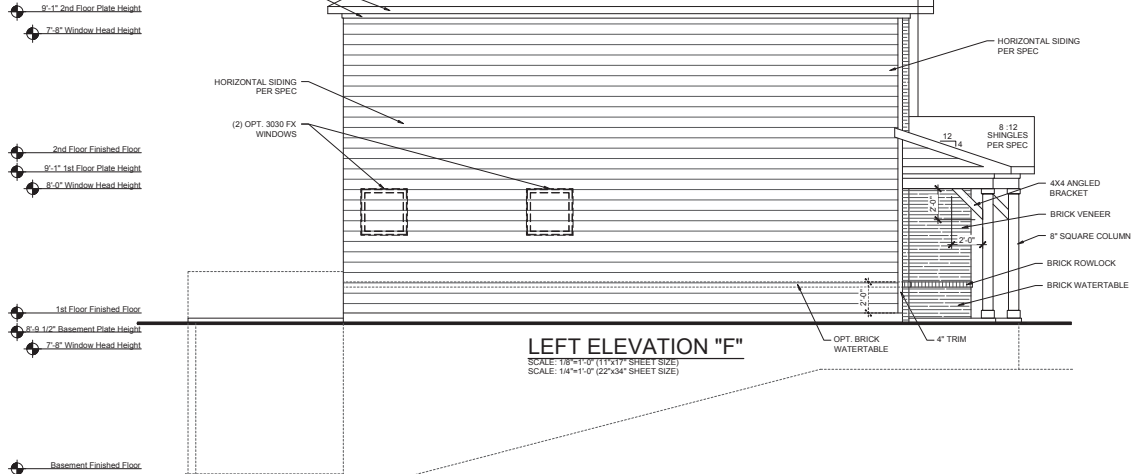 9'-1" 2nd Floor Plate Height
7'-8" Window Head Height
HORIZONTAL SIDING
PER SPEC
HORIZONTAL SIDING
PER SPEC
(2) OPT. 3030 FX
WINDOWS
8 :12
SHINGLES
PER SPEC
12
4
2nd Floor Finished Floor
9'-1" 1st Floor Plate Height
8'-0" Window Head Height
4X4 ANGLED
BRACKET
2'-0"
BRICK VENEER
2'-0"
8" SQUARE COLUMN
BRICK ROWLOCK
BRICK WATERTABLE
2'-0"
1st Floor Finished Floor
8'-9 1/2" Basement Plate Height
7'-8" Window Head Height
OPT. BRICK
WATERTABLE
4" TRIM
LEFT ELEVATION "F"
SCALE: 1/8"=1'-0" (11"x17" SHEET SIZE)
SCALE: 1/4"=1'-0" (22"x34" SHEET SIZE)
Basement Finished Floor